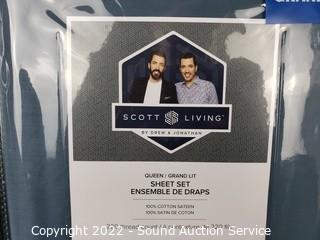 SCOTT LIVING
BY DREW & JONATHAN
QUEEN / GRAND LIT
SHEET SET
ENSEMBLE DE DRAPS
100% COTTON SATEEN
100% SATIN DE COTON
Copyright 2022 - Suarez Auction Service